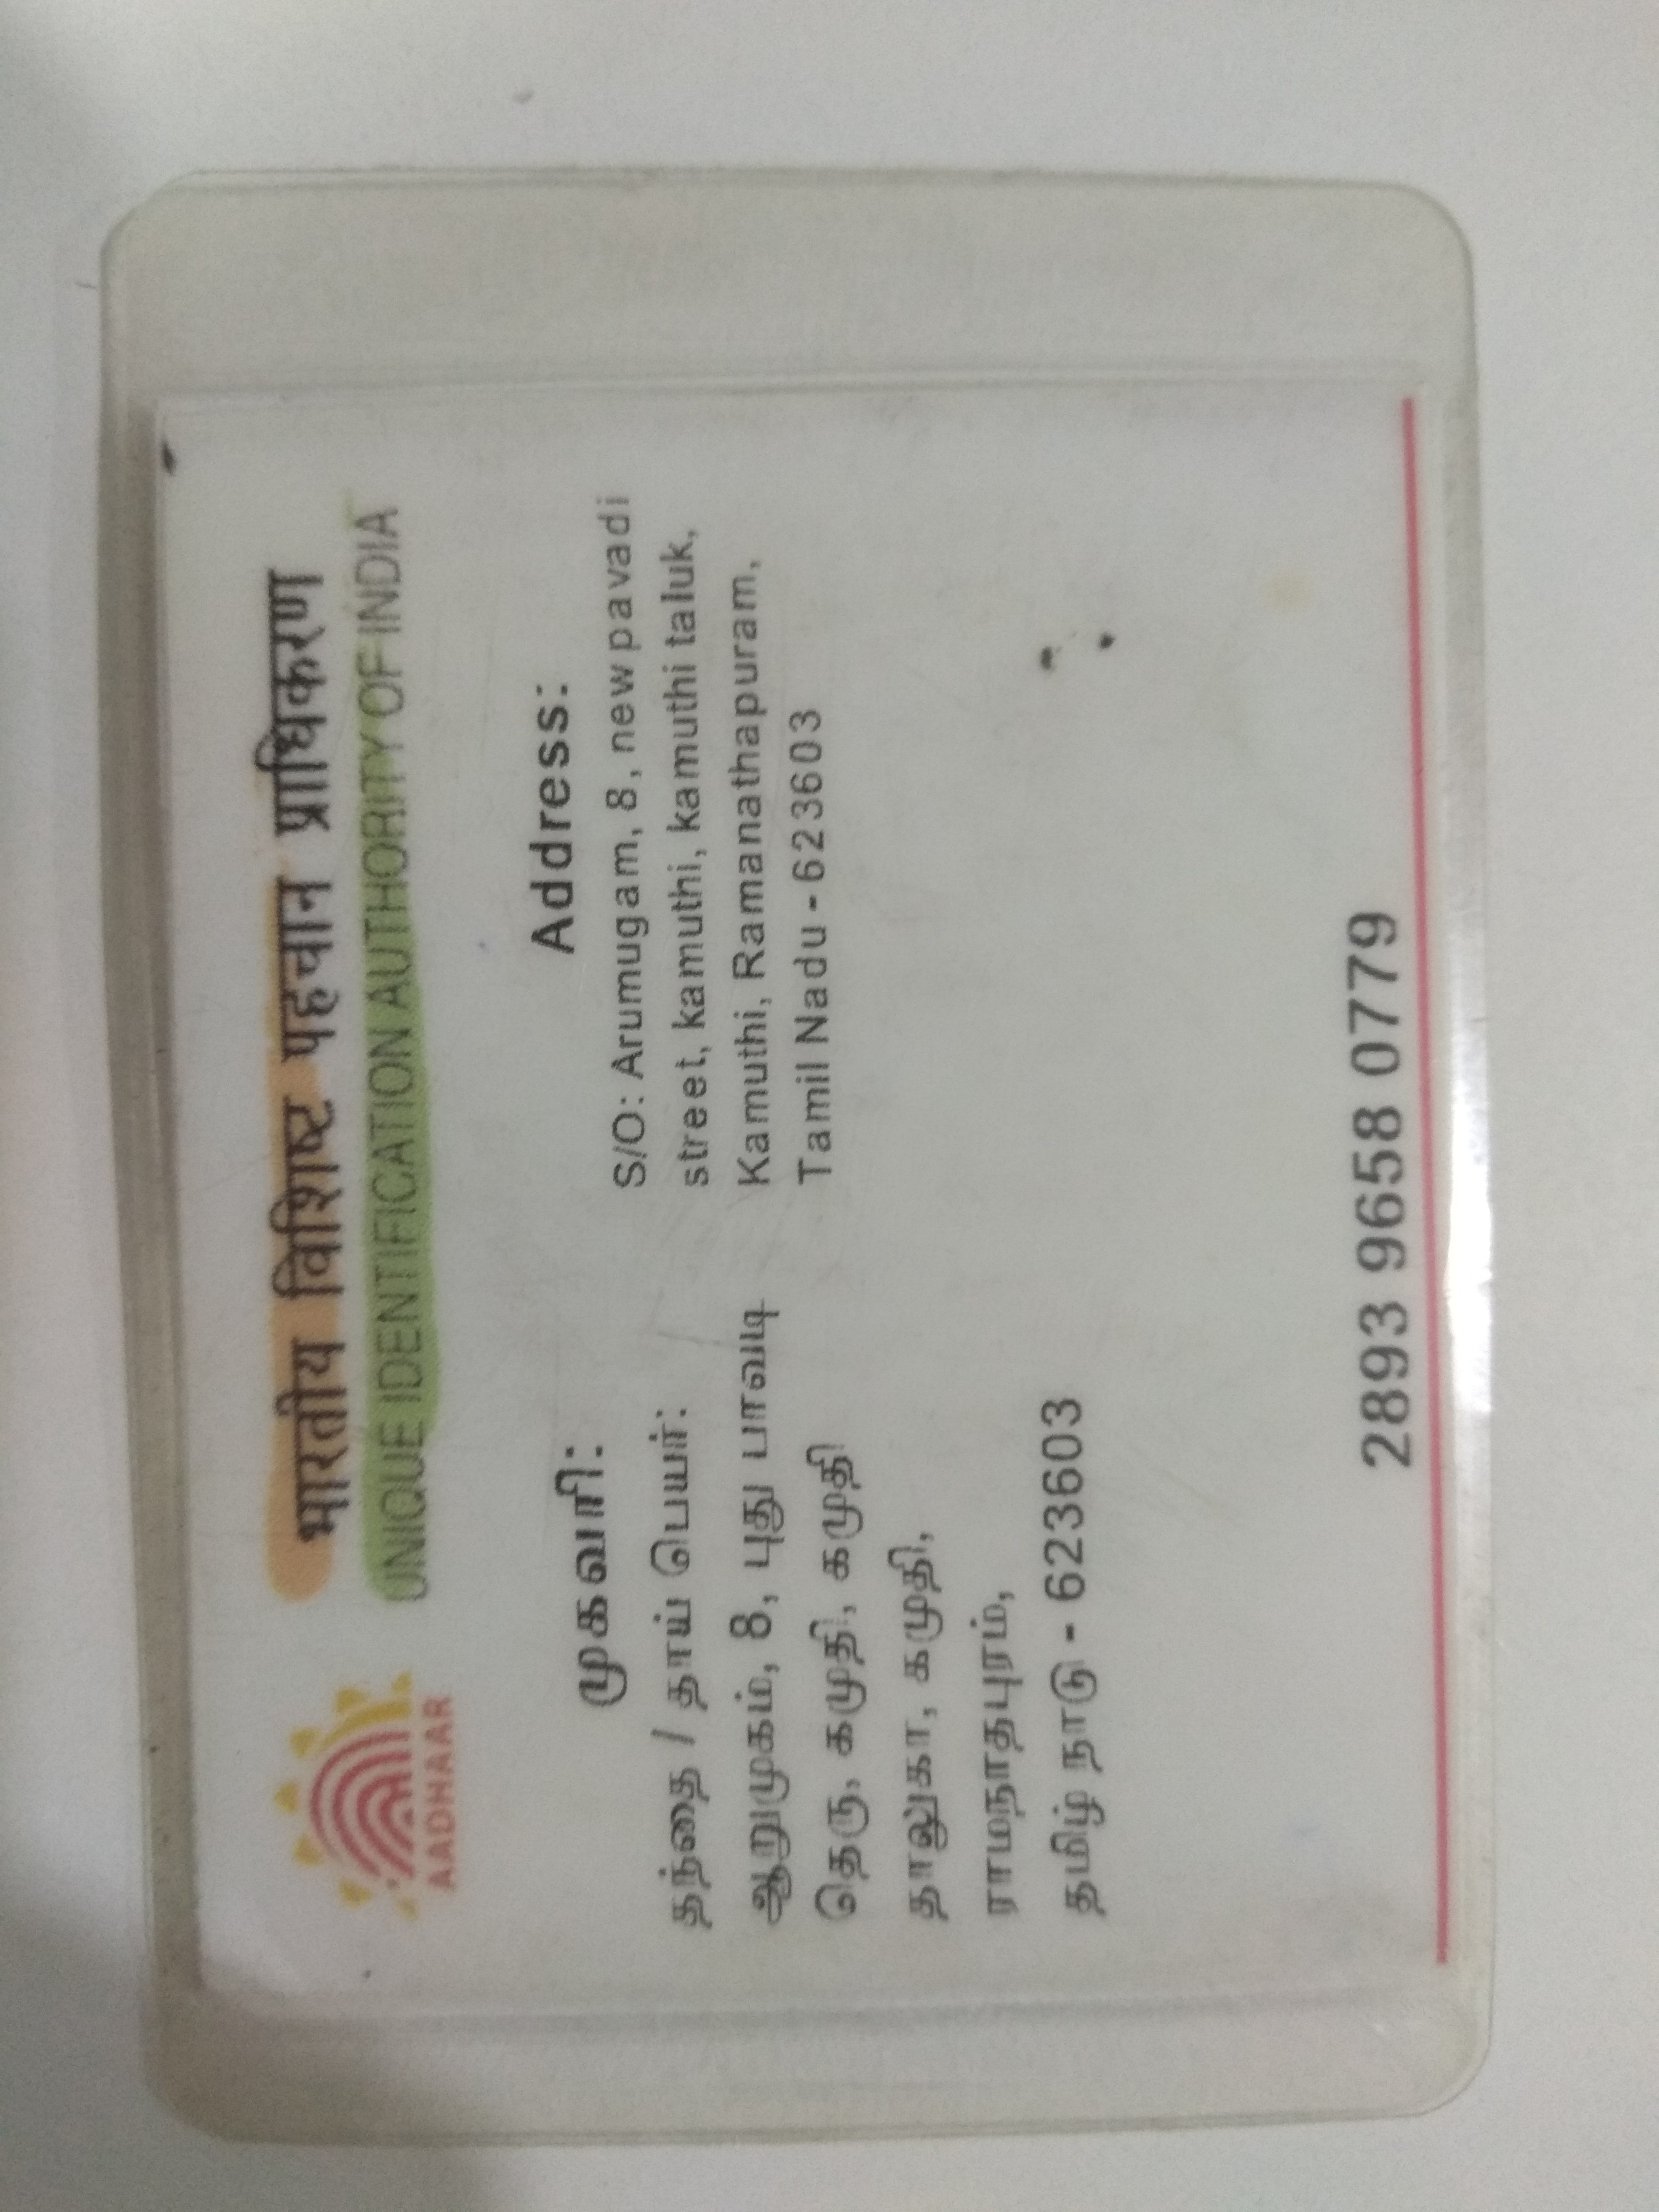 भारतीय विशिष्ट पहचान प्राधिकरण
UNIQUE IDENTIFICATION AUTHORITY OF INDIA
AADHAAR
முகவரி:
தந்தை / தாய் பெயர்:
ஆறுமுகம், 8, புது பாவடி
தெரு, கமுதி, கமுதி
தாலுகா, கமுதி,
ராமநாதபுரம்,
தமிழ் நாடு - 623603
Address:
S/O: Arumugam, 8, new pavadi
street, kamuthi, kamuthi taluk,
Kamuthi, Ramanathapuram,
Tamil Nadu - 623603
2893 9658 0779